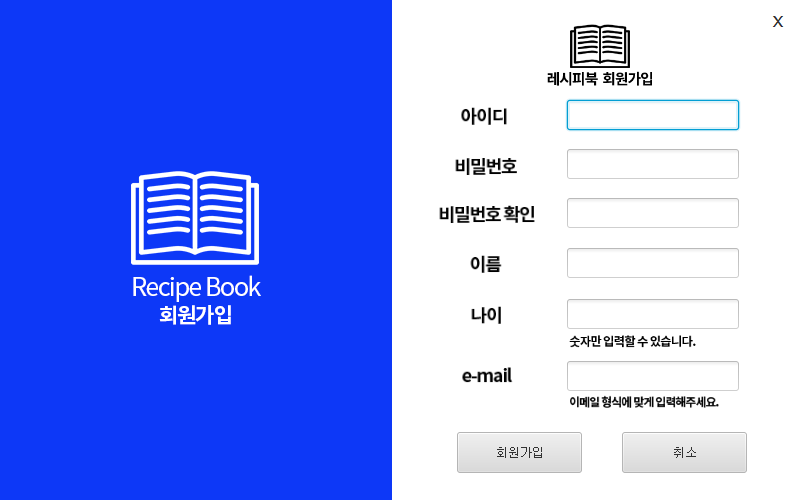 Recipe Book
회원가입
X
레시피북 회원가입
아이디
비밀번호
비밀번호 확인
이름
나이
숫자만 입력할 수 있습니다.
e-mail
이메일 형식에 맞게 입력해주세요.
회원가입
취소